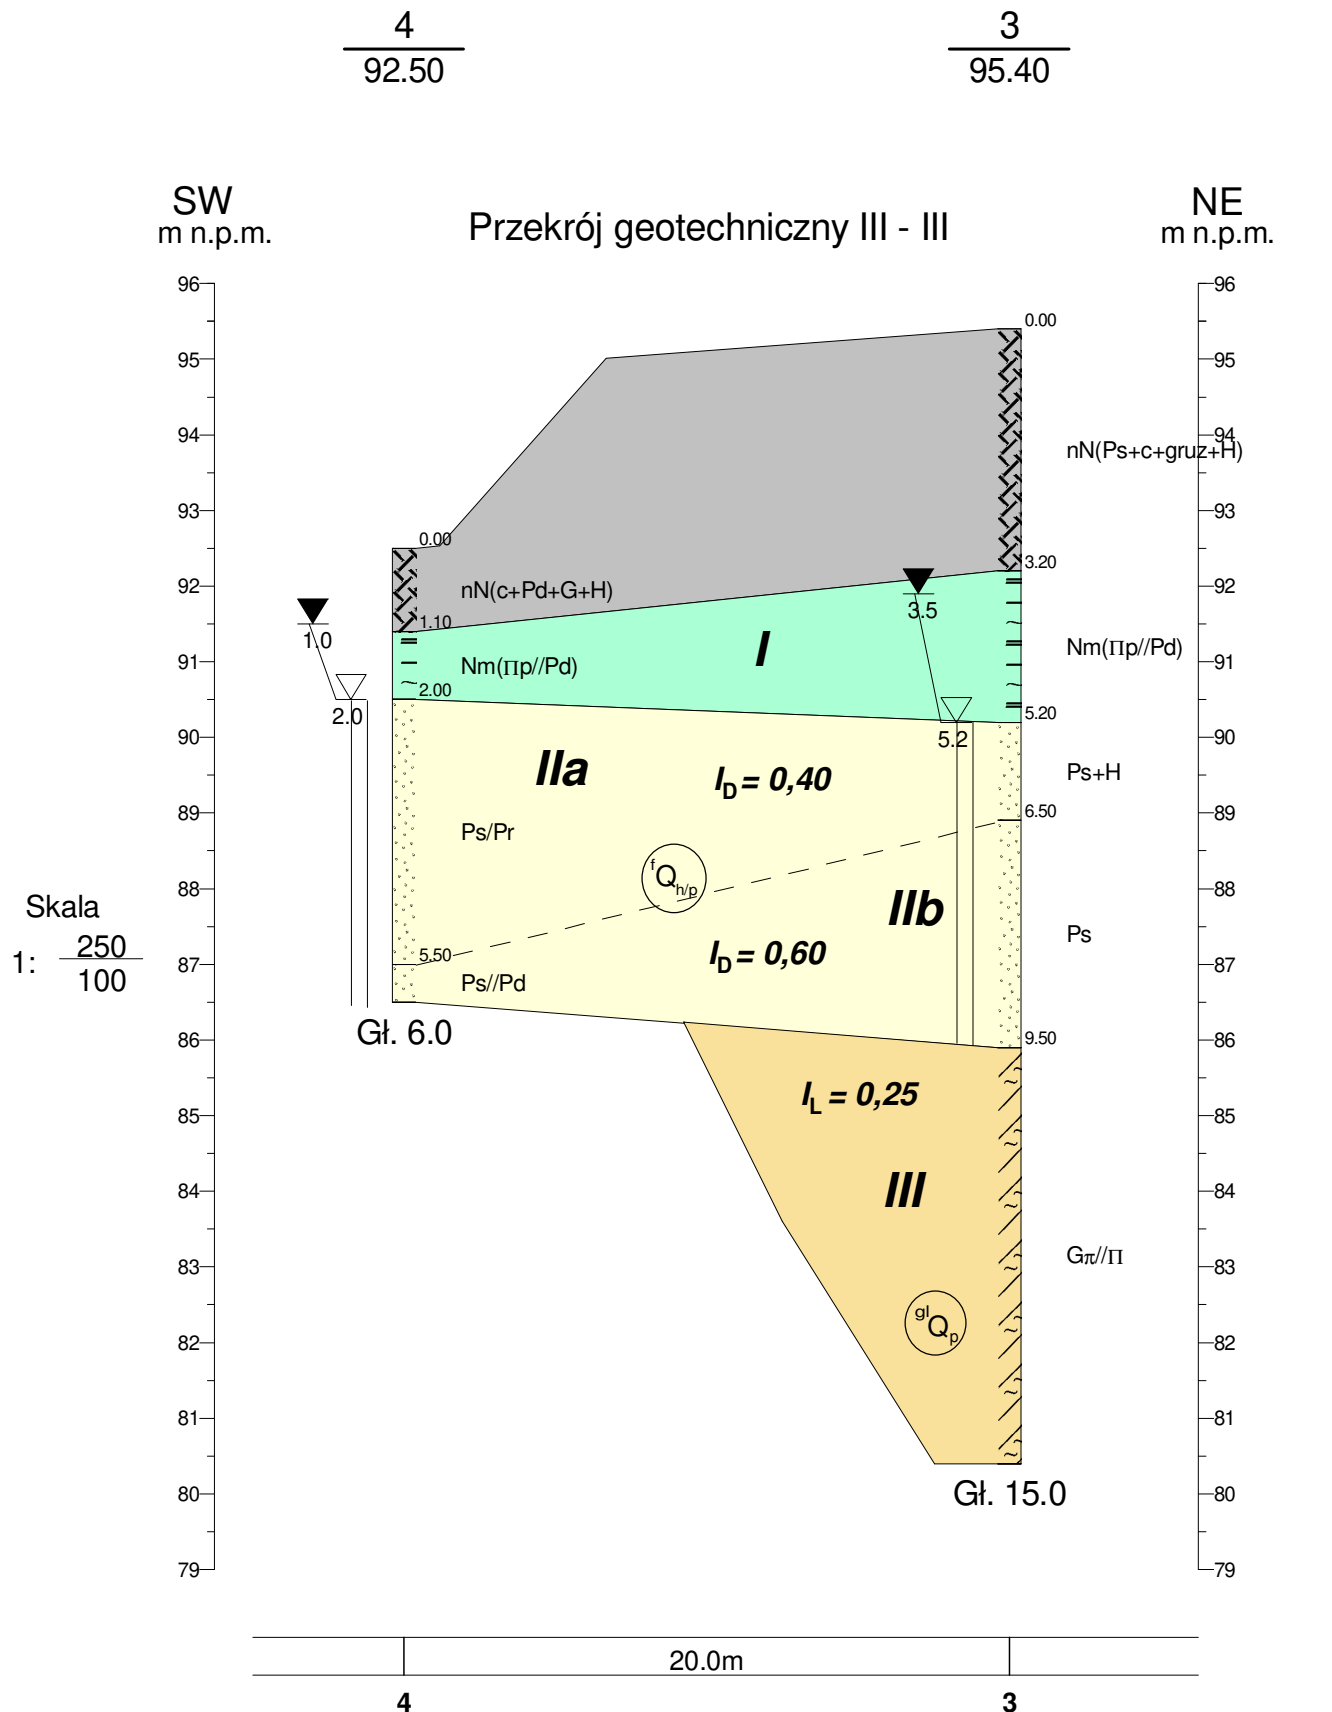 4
92.50
3
95.40
SW
m n.p.m.
Przekrój geotechniczny III - III
NE
m n.p.m.
96
96
0.00
95
95
94
94
nN(Ps+c+gruz+H)
93
93
0.00
3.20
92
92
nN(c+Pd+G+H)
1.0
1.10
3.5
I
91
91
Nm(Πp//Pd)
Nm(Πp//Pd)
2.00
2.0
5.20
5.2
90
90
IIa
I_D = 0,40
Ps+H
89
89
6.50
Ps/Pr
88
88
f Q h/p
IIb
Skala
1: 250
100
Ps
5.50
I_D = 0,60
87
87
Ps//Pd
Gł. 6.0
86
86
9.50
I_L = 0,25
85
85
84
84
III
83
83
Gπ//Π
gl Q p
82
82
81
81
80
80
Gł. 15.0
79
79
20.0m
4
3